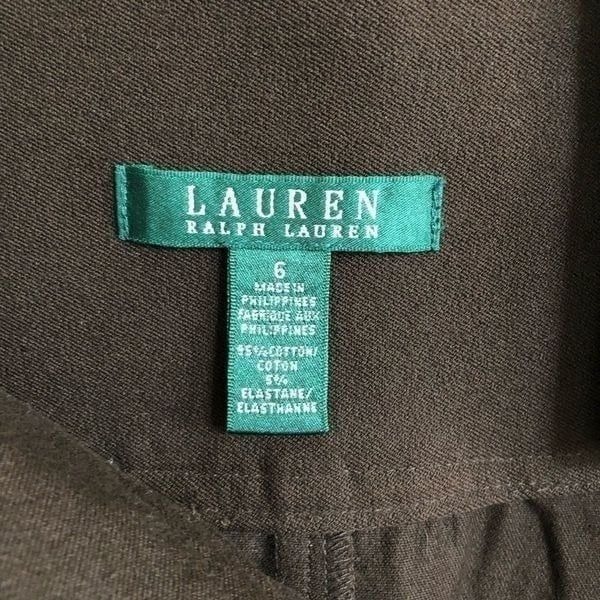 LAUREN
RALPH LAUREN
6
MADE IN
PHILIPPINES
FABRIQUE AUX
PHILIPPINES
95% COTTON/
COTON
5%
ELASTANE/
ELASTHANNE